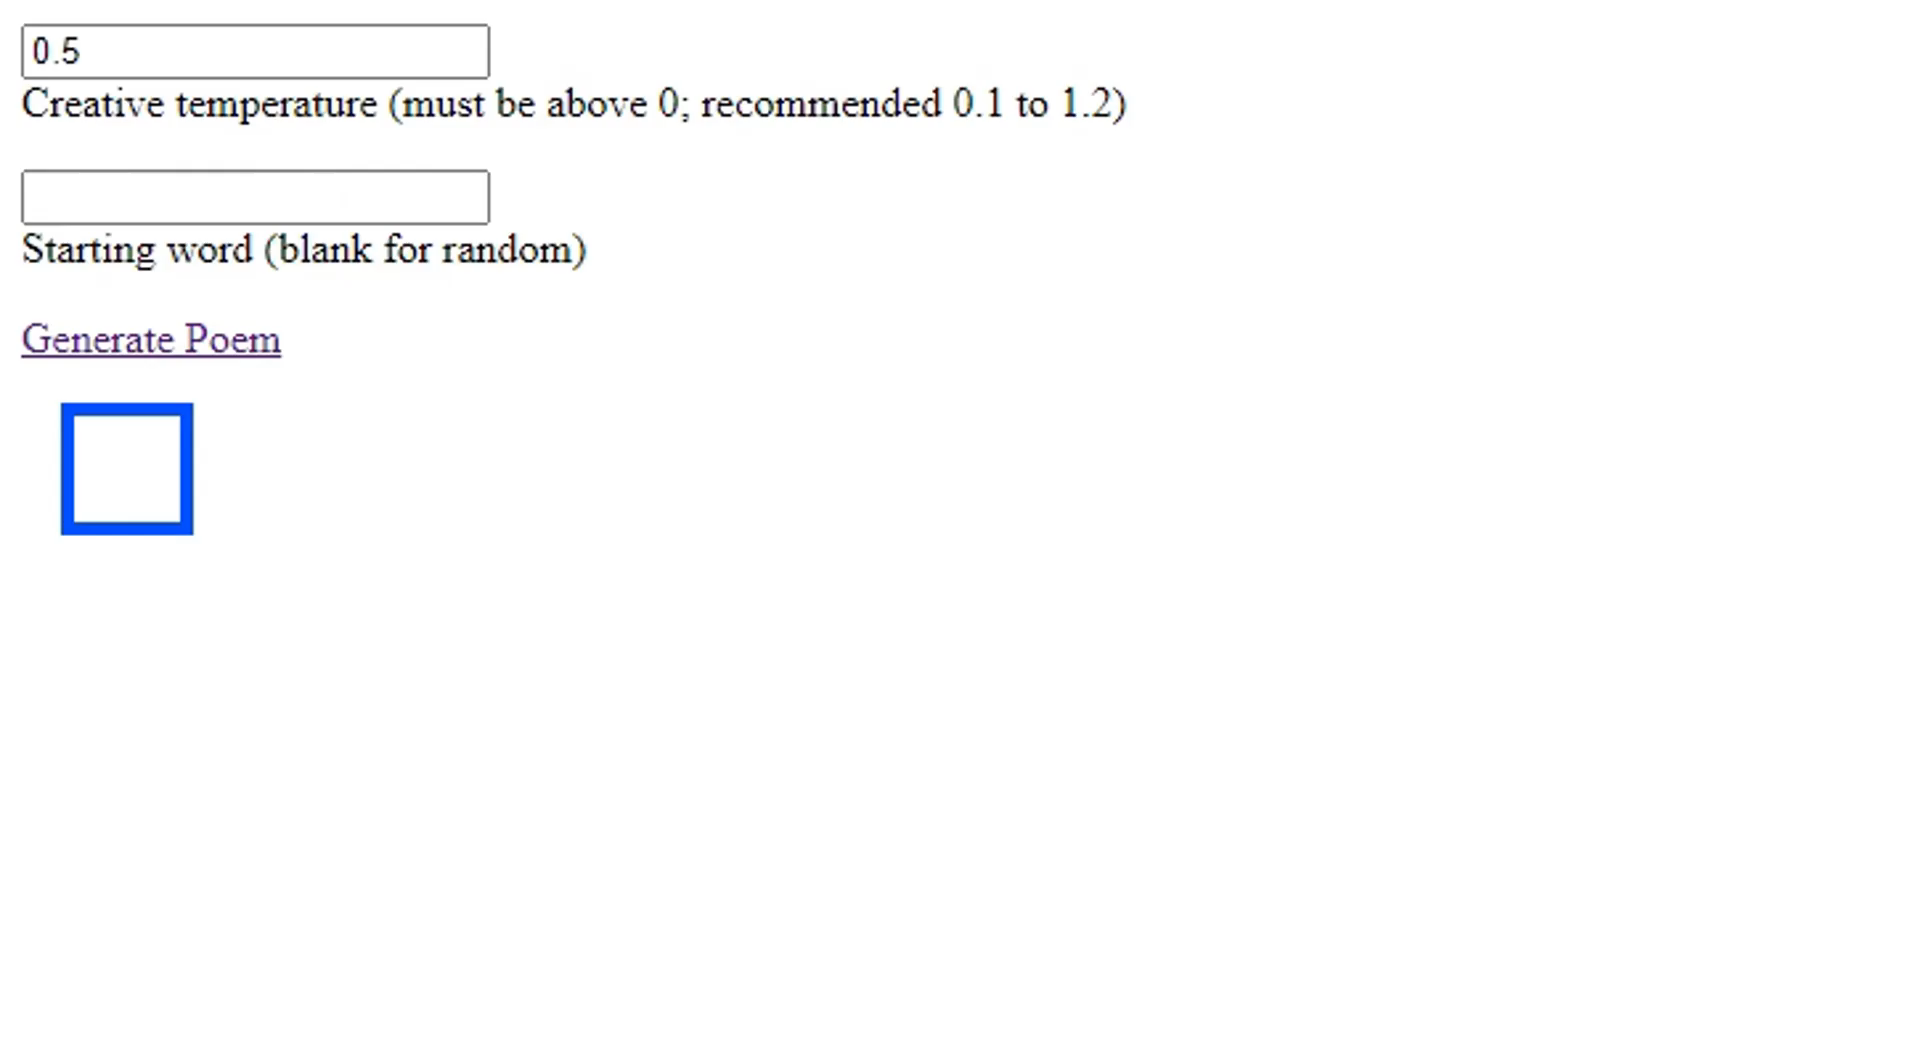 0.5
Creative temperature (must be above 0; recommended 0.1 to 1.2)
Starting word (blank for random)
Generate Poem